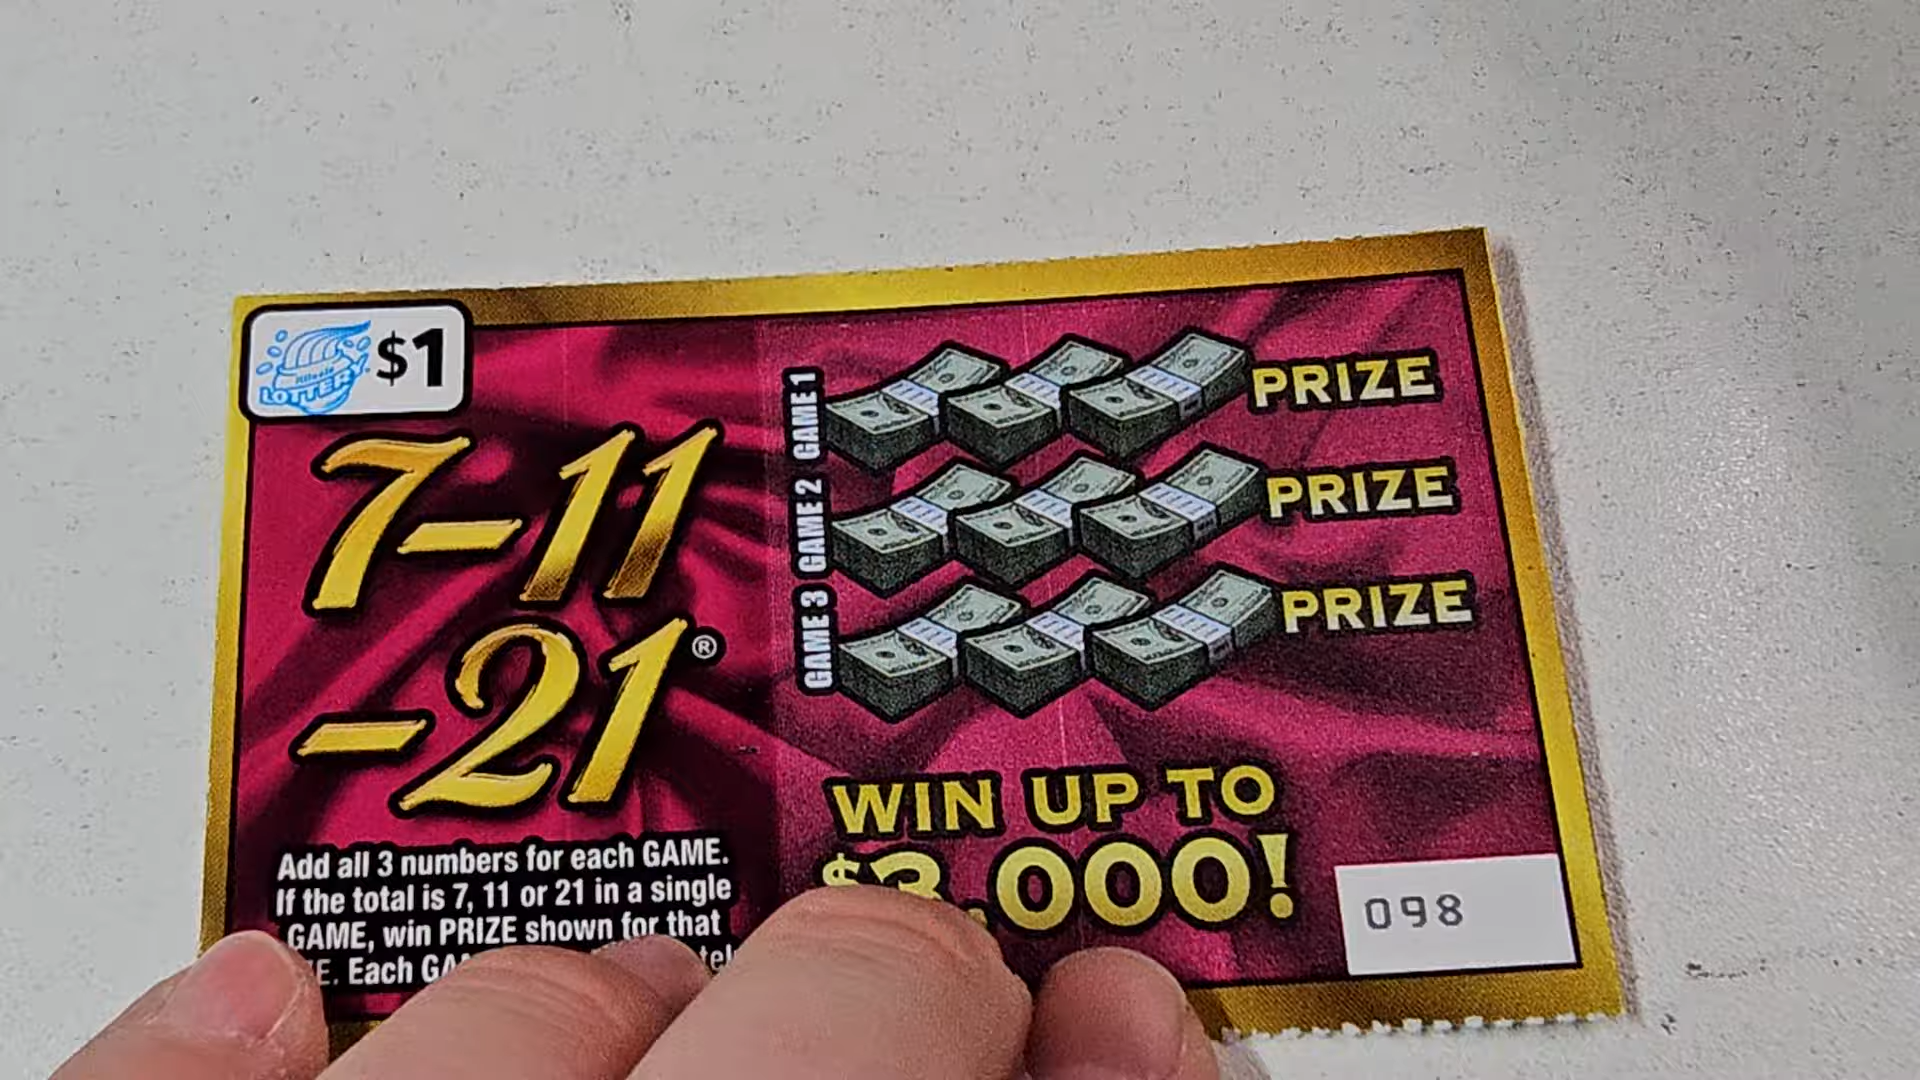 LOTTERY
$1
7-11
-21®
Add all 3 numbers for each GAME.
If the total is 7, 11 or 21 in a single
GAME, win PRIZE shown for that
Each
GAME 1
PRIZE
GAME 2
PRIZE
GAME 3
PRIZE
WIN UP TO
$3,000!
098